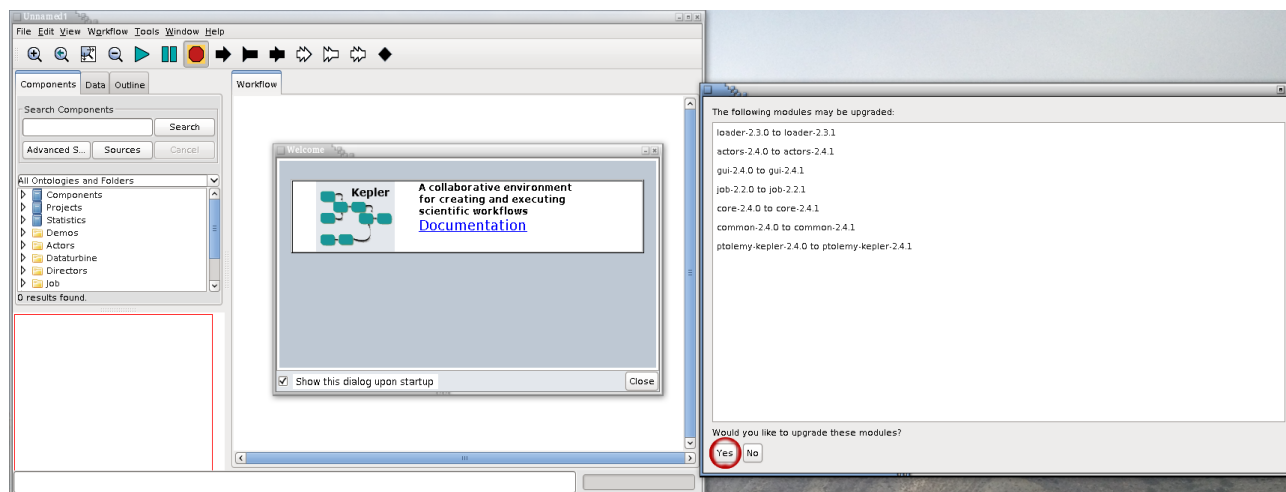 Unnamed1
File Edit View Workflow Tools Window Help
Components Data Outline
Workflow
Search Components
Search
Advanced S... Sources Cancel
All Ontologies and Folders
Components
Projects
Statistics
Demos
Actors
Dataturbine
Directors
Job
0 results found.
Welcome
Kepler
A collaborative environment
for creating and executing
scientific workflows
Documentation
Show this dialog upon startup
Close
The following modules may be upgraded:
loader-2.3.0 to loader-2.3.1
actors-2.4.0 to actors-2.4.1
gui-2.4.0 to gui-2.4.1
job-2.2.0 to job-2.2.1
core-2.4.0 to core-2.4.1
common-2.4.0 to common-2.4.1
ptolemy-kepler-2.4.0 to ptolemy-kepler-2.4.1
Would you like to upgrade these modules?
Yes No